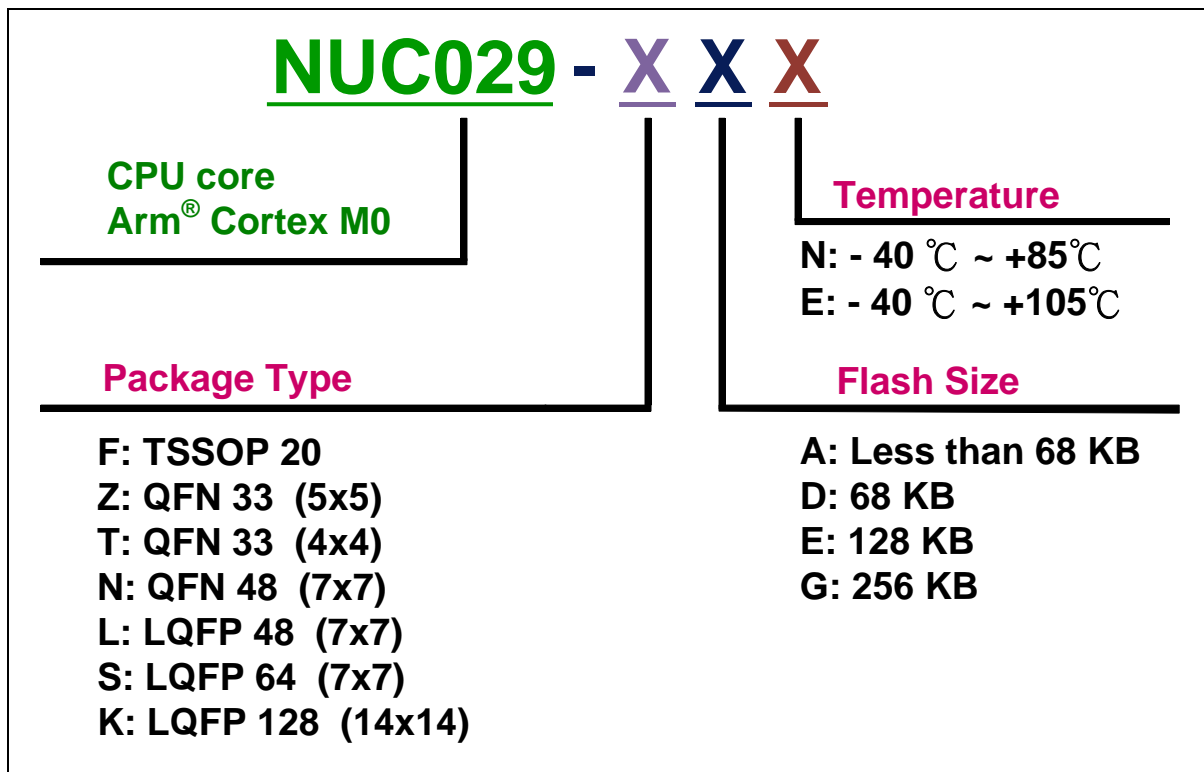 NUC029 - X X X
CPU core
Arm® Cortex M0
Temperature
N: - 40 ℃ ~ +85℃
E: - 40 ℃ ~ +105℃
Package Type
F: TSSOP 20
Z: QFN 33 (5x5)
T: QFN 33 (4x4)
N: QFN 48 (7x7)
L: LQFP 48 (7x7)
S: LQFP 64 (7x7)
K: LQFP 128 (14x14)
Flash Size
A: Less than 68 KB
D: 68 KB
E: 128 KB
G: 256 KB